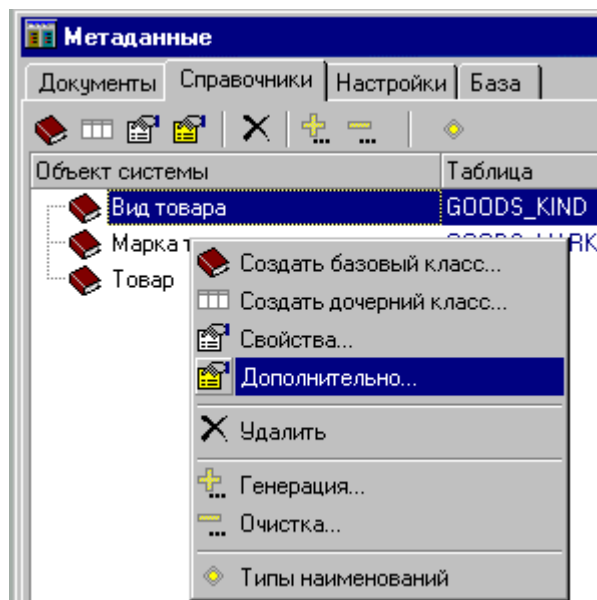 Метаданные
Документы Справочники Настройки База
Объект системы Таблица
Вид товара GOODS_KIND
Марка
Товар
Создать базовый класс...
Создать дочерний класс...
Свойства...
Дополнительно...
Удалить
Генерация...
Очистка...
Типы наименований